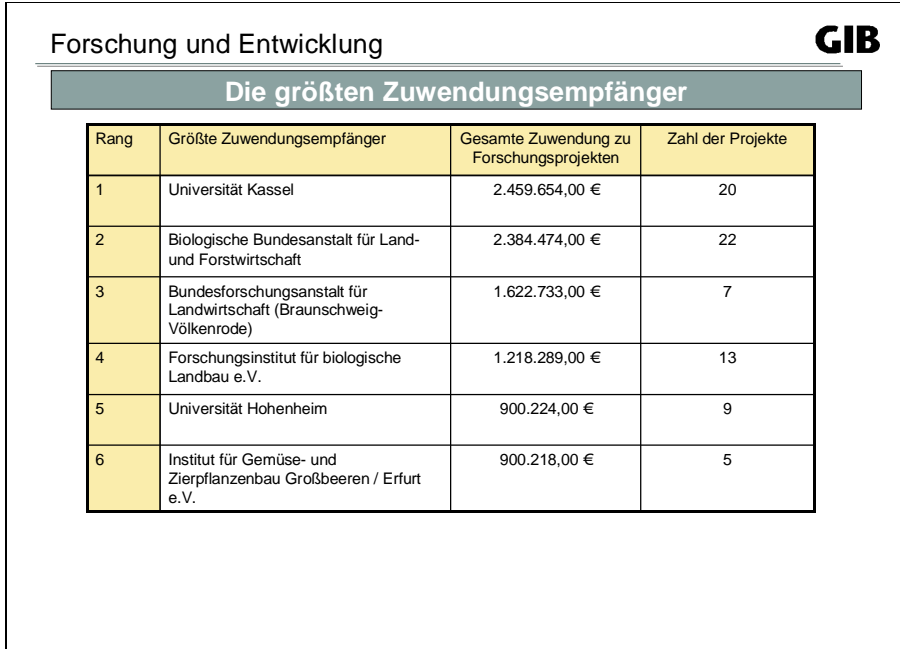 Forschung und Entwicklung
GIB
Die größten Zuwendungsempfänger
Rang
Größte Zuwendungsempfänger
Gesamte Zuwendung zu
Forschungsprojekten
Zahl der Projekte
1
Universität Kassel
2.459.654,00 €
20
2
Biologische Bundesanstalt für Land-
und Forstwirtschaft
2.384.474,00 €
22
3
Bundesforschungsanstalt für
Landwirtschaft (Braunschweig-
Völkenrode)
1.622.733,00 €
7
4
Forschungsinstitut für biologische
Landbau e.V.
1.218.289,00 €
13
5
Universität Hohenheim
900.224,00 €
9
6
Institut für Gemüse- und
Zierpflanzenbau Großbeeren / Erfurt
e.V.
900.218,00 €
5